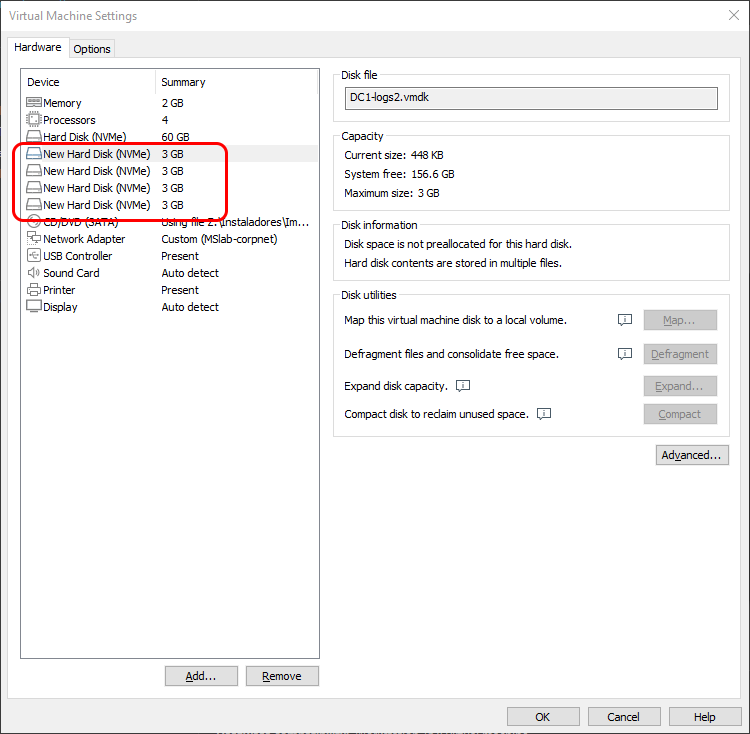 Virtual Machine Settings
Hardware Options
Device Summary
Memory 2 GB
Processors 4
Hard Disk (NVMe) 60 GB
New Hard Disk (NVMe) 3 GB
New Hard Disk (NVMe) 3 GB
New Hard Disk (NVMe) 3 GB
New Hard Disk (NVMe) 3 GB
CD/DVD (SATA) Using file Z:\Instaladores\Im...
Network Adapter Custom (MSlab-corpnet)
USB Controller Present
Sound Card Auto detect
Printer Present
Display Auto detect
Add... Remove
Disk file
DC1-logs2.vmdk
Capacity
Current size: 448 KB
System free: 156.6 GB
Maximum size: 3 GB
Disk information
Disk space is not preallocated for this hard disk.
Hard disk contents are stored in multiple files.
Disk utilities
Map this virtual machine disk to a local volume. Map...
Defragment files and consolidate free space. Defragment
Expand disk capacity. Expand...
Compact disk to reclaim unused space. Compact
Advanced...
OK Cancel Help